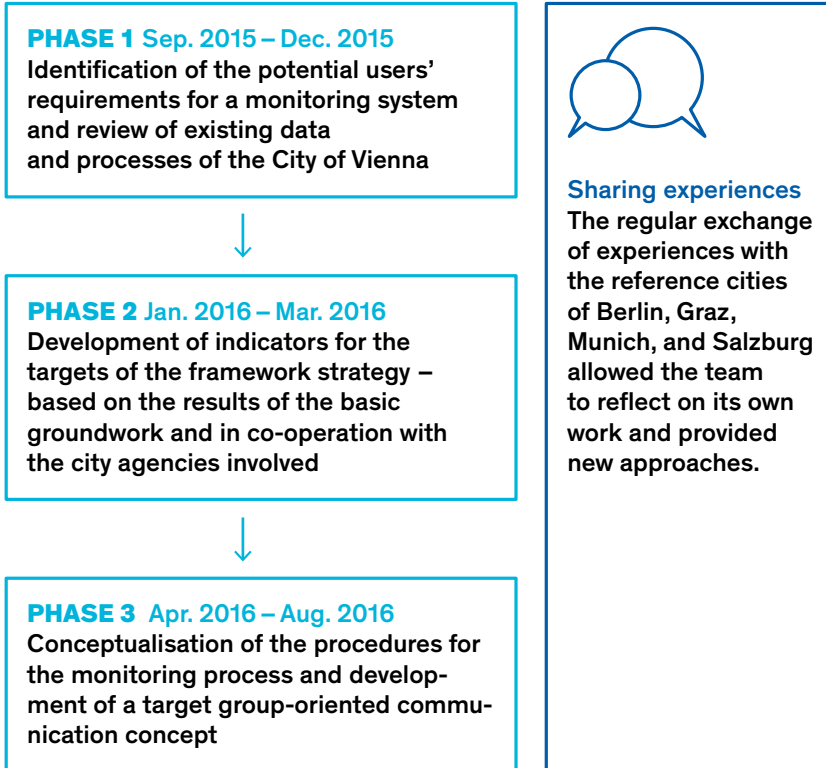 PHASE 1 Sep. 2015 – Dec. 2015
Identification of the potential users’
requirements for a monitoring system
and review of existing data
and processes of the City of Vienna
PHASE 2 Jan. 2016 – Mar. 2016
Development of indicators for the
targets of the framework strategy –
based on the results of the basic
groundwork and in co-operation with
the city agencies involved
PHASE 3 Apr. 2016 – Aug. 2016
Conceptualisation of the procedures for
the monitoring process and develop-
ment of a target group-oriented commu-
nication concept
Sharing experiences
The regular exchange
of experiences with
the reference cities
of Berlin, Graz,
Munich, and Salzburg
allowed the team
to reflect on its own
work and provided
new approaches.